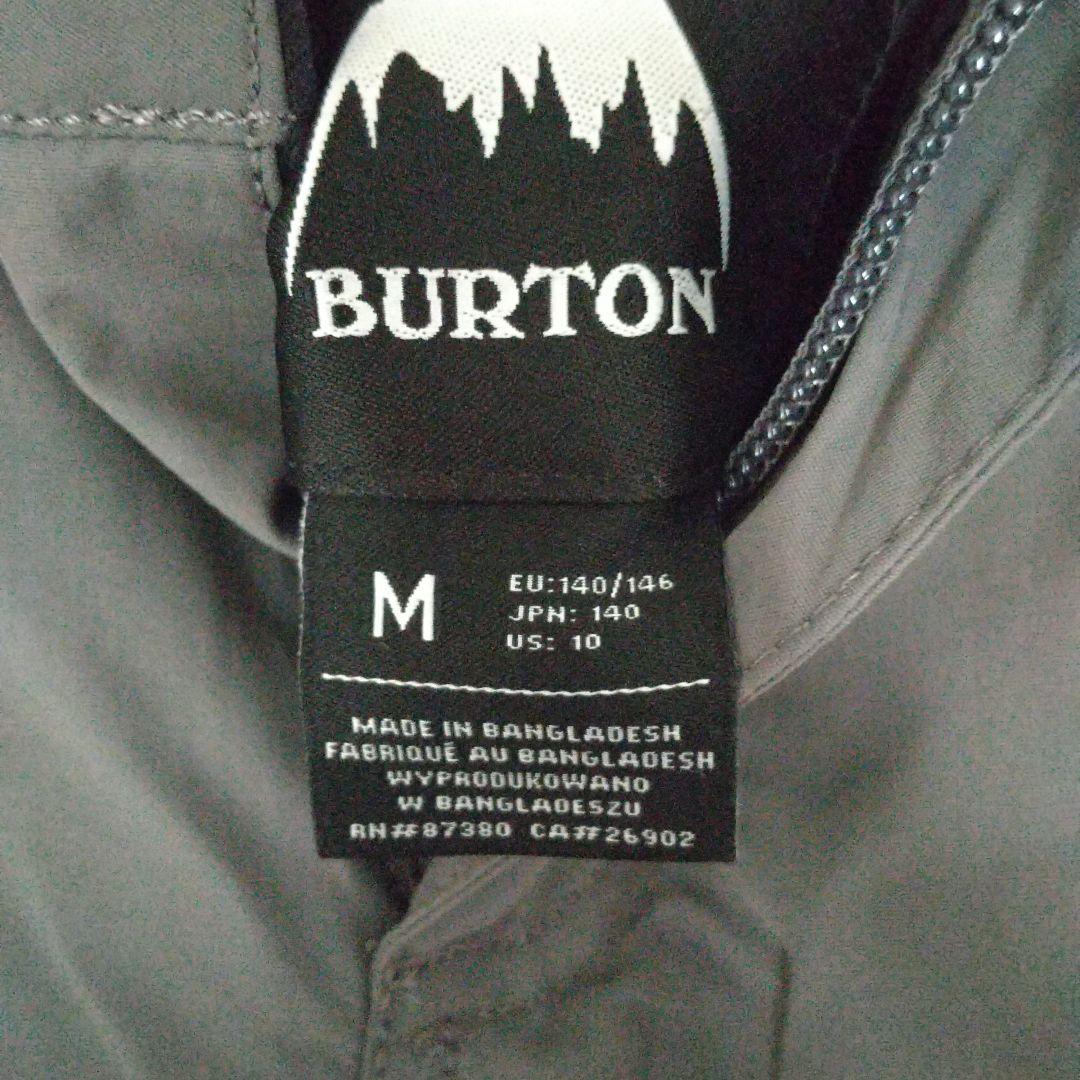 BURTON
M
EU:140/146
JPN: 140
US: 10
MADE IN BANGLADESH
FABRIQUÉ AU BANGLADESH
WYPRODUKOWANO
W BANGLADESZU
RN#87380 CA#26902